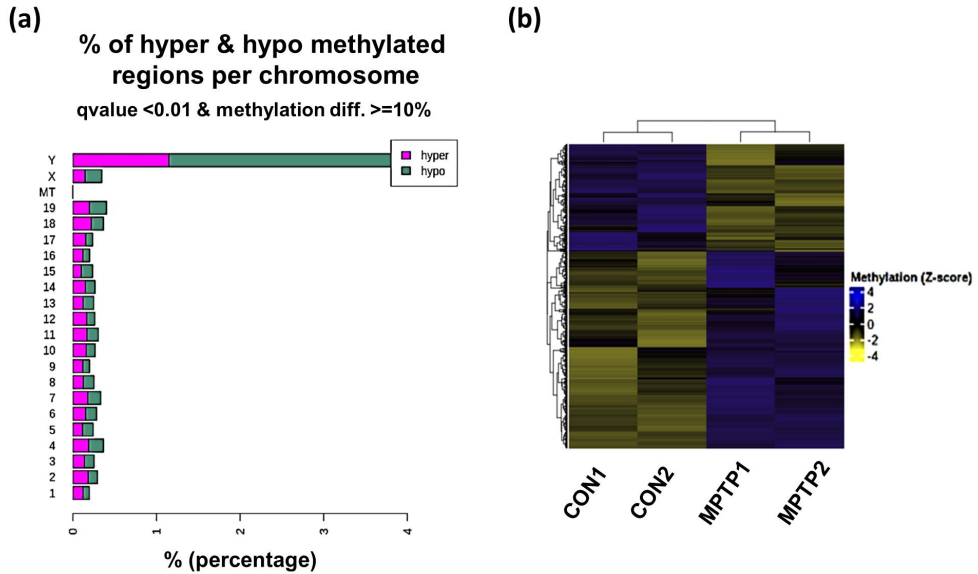 (a)
% of hyper & hypo methylated
regions per chromosome
qvalue <0.01 & methylation diff. >=10%
hyper
hypo
Y
X
MT
19
18
17
16
15
14
13
12
11
10
9
8
7
6
5
4
3
2
1
0 1 2 3 4
% (percentage)
(b)
Methylation (Z-score)
4
2
0
-2
-4
CON1 CON2 MPTP1 MPTP2